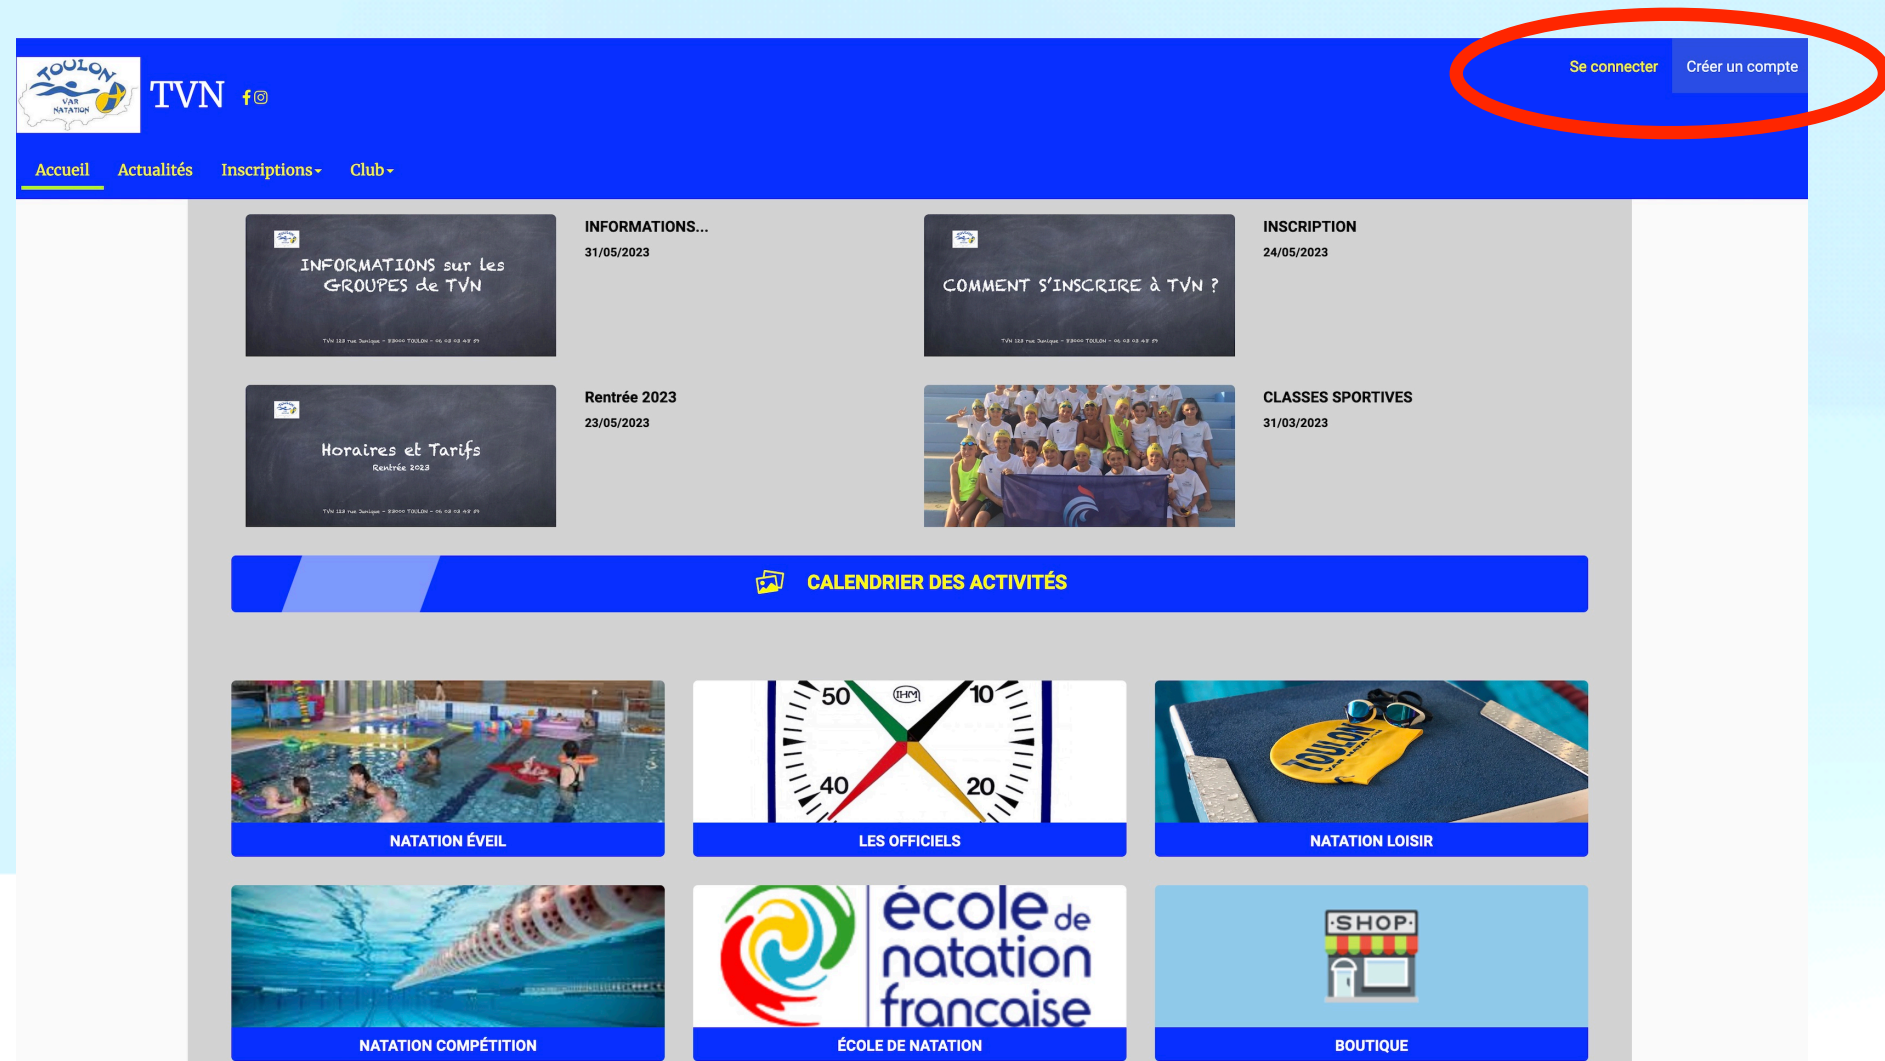 Se connecter Créer un compte
TOULON
VAR
NATATION
TVN
Accueil Actualités Inscriptions Club
INFORMATIONS sur les
GROUPES de TVN
INFORMATIONS...
31/05/2023
COMMENT S'INSCRIRE à TVN ?
INSCRIPTION
24/05/2023
Horaires et Tarifs
Rentrée 2023
Rentrée 2023
23/05/2023
CLASSES SPORTIVES
31/03/2023
CALENDRIER DES ACTIVITÉS
NATATION ÉVEIL
50 IHM 10
40 20
LES OFFICIELS
TOULON
VAR NATATION
NATATION LOISIR
NATATION COMPÉTITION
école de
natation
française
ÉCOLE DE NATATION
SHOP
BOUTIQUE